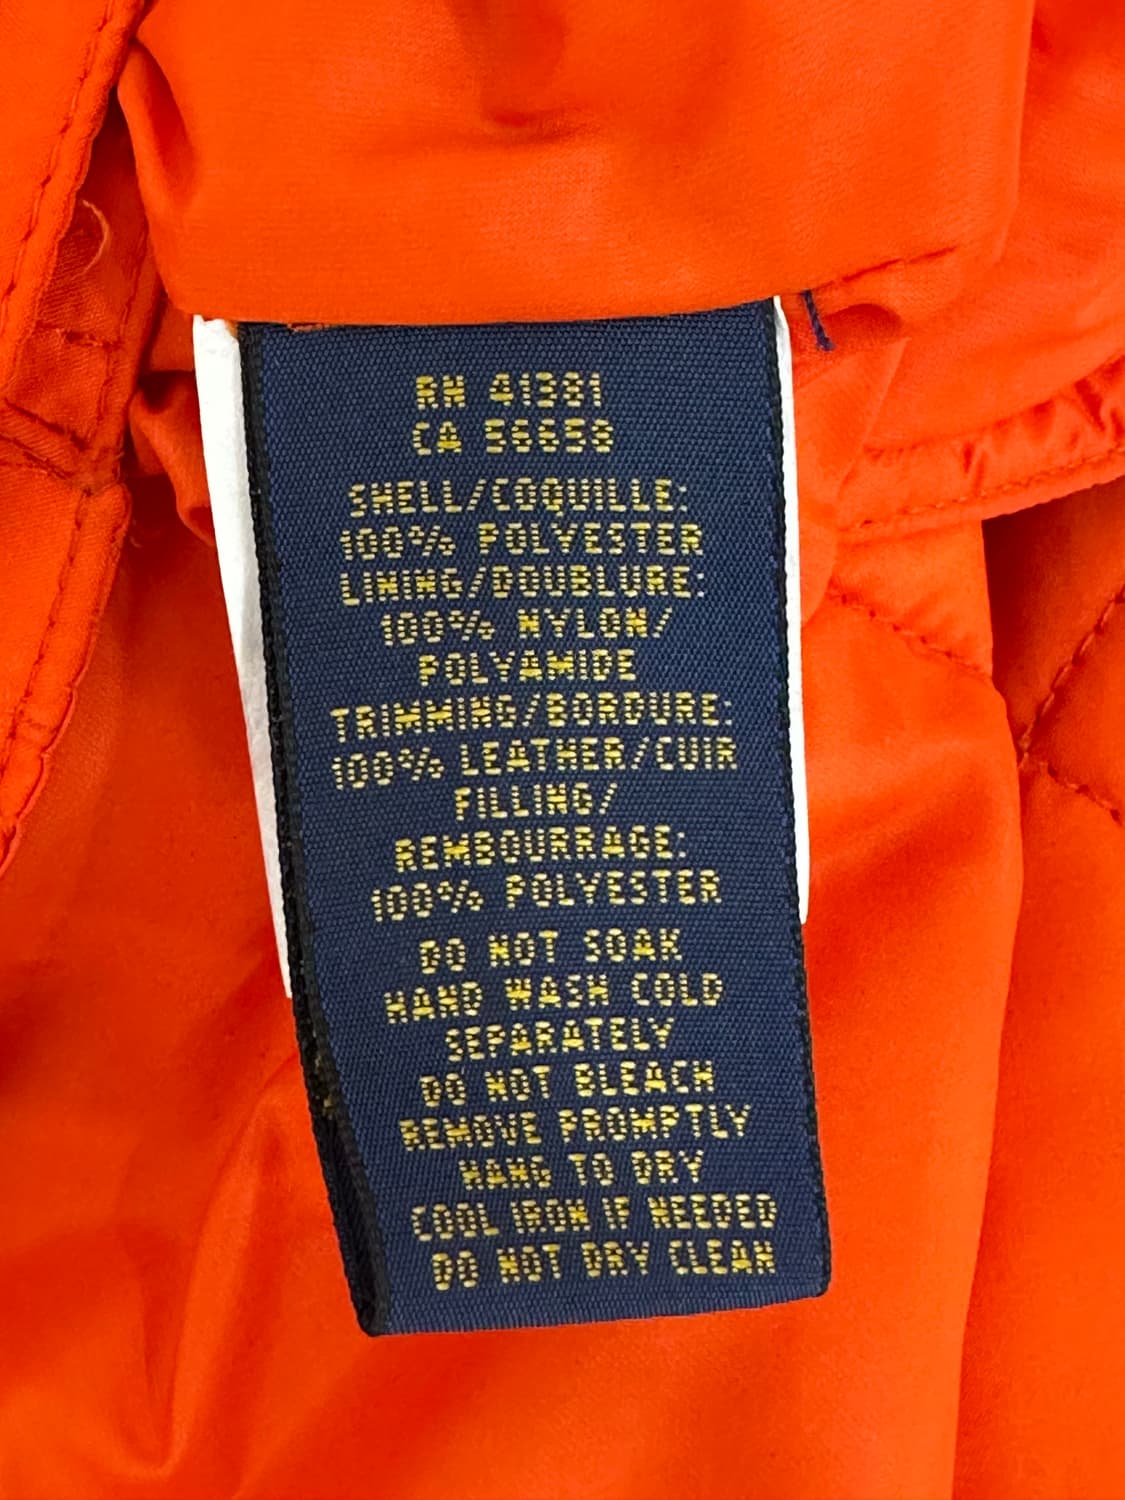 RN 41381
CA 56658
SHELL/COQUILLE:
100% POLYESTER
LINING/DOUBLURE:
100% NYLON/
POLYAMIDE
TRIMMING/BORDURE:
100% LEATHER/CUIR
FILLING/
REMBOURRAGE:
100% POLYESTER
DO NOT SOAK
HAND WASH COLD
SEPARATELY
DO NOT BLEACH
REMOVE PROMPTLY
HANG TO DRY
COOL IRON IF NEEDED
DO NOT DRY CLEAN